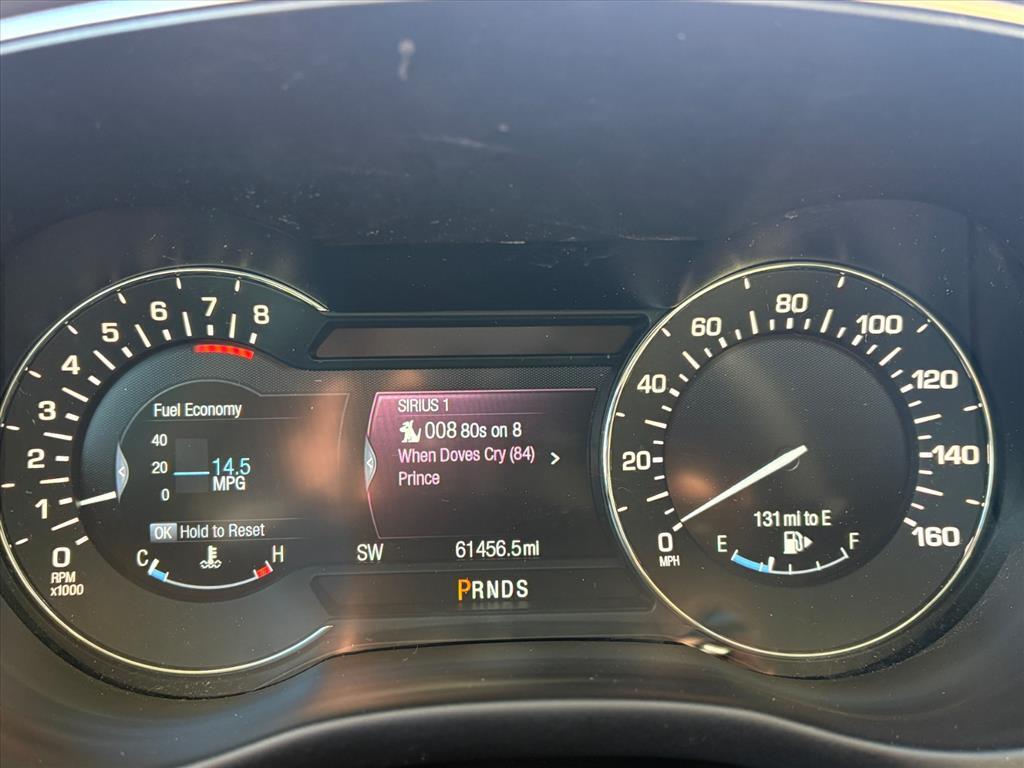 0
1
2
3
4
5
6
7
8
RPM
x1000
Fuel Economy
40
20
0
14.5
MPG
OK Hold to Reset
C
H
SIRIUS 1
008 80s on 8
When Doves Cry (84)
Prince
SW
61456.5mi
PRNDS
0
20
40
60
80
100
120
140
160
MPH
131 mi to E
E
F